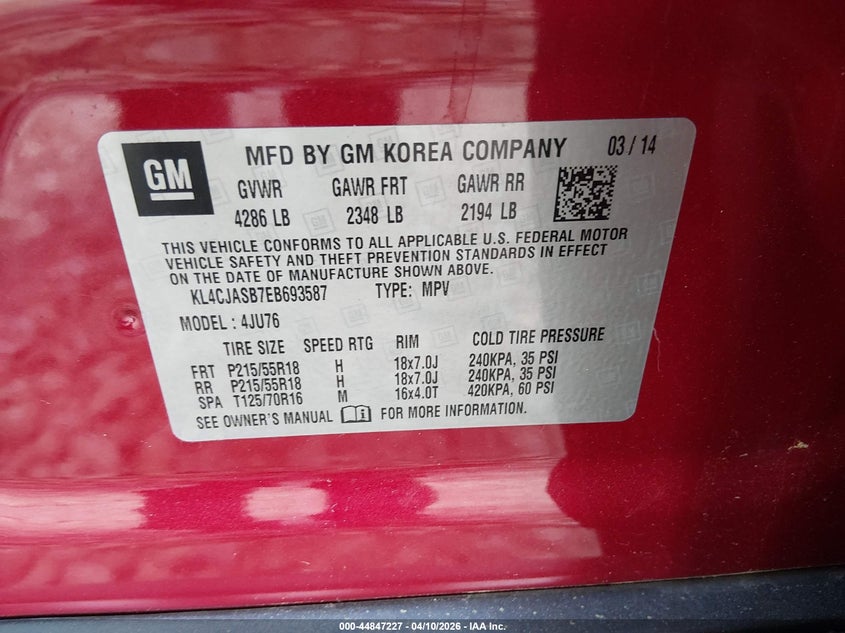 GM
MFD BY GM KOREA COMPANY 03 / 14
GVWR GAWR FRT GAWR RR
4286 LB 2348 LB 2194 LB
THIS VEHICLE CONFORMS TO ALL APPLICABLE U.S. FEDERAL MOTOR
VEHICLE SAFETY AND THEFT PREVENTION STANDARDS IN EFFECT
ON THE DATE OF MANUFACTURE SHOWN ABOVE.
KL4CJASB7EB693587 TYPE: MPV
MODEL : 4JU76
TIRE SIZE SPEED RTG RIM COLD TIRE PRESSURE
FRT P215/55R18 H 18x7.0J 240KPA, 35 PSI
RR P215/55R18 H 18x7.0J 240KPA, 35 PSI
SPA T125/70R16 M 16x4.0T 420KPA, 60 PSI
SEE OWNER'S MANUAL FOR MORE INFORMATION.
000-44847227 - 04/10/2026 - IAA Inc.